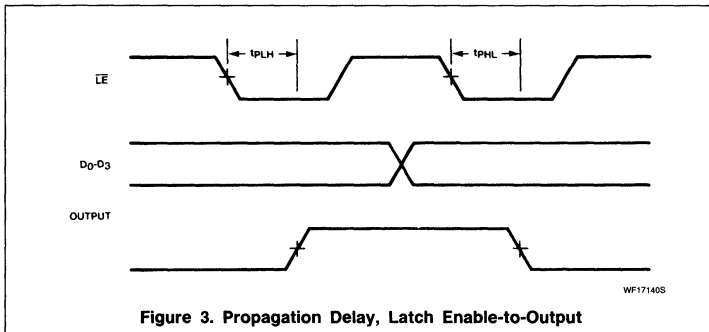 tPLH
tPHL
LE
D0-D3
OUTPUT
WF17140S
Figure 3. Propagation Delay, Latch Enable-to-Output